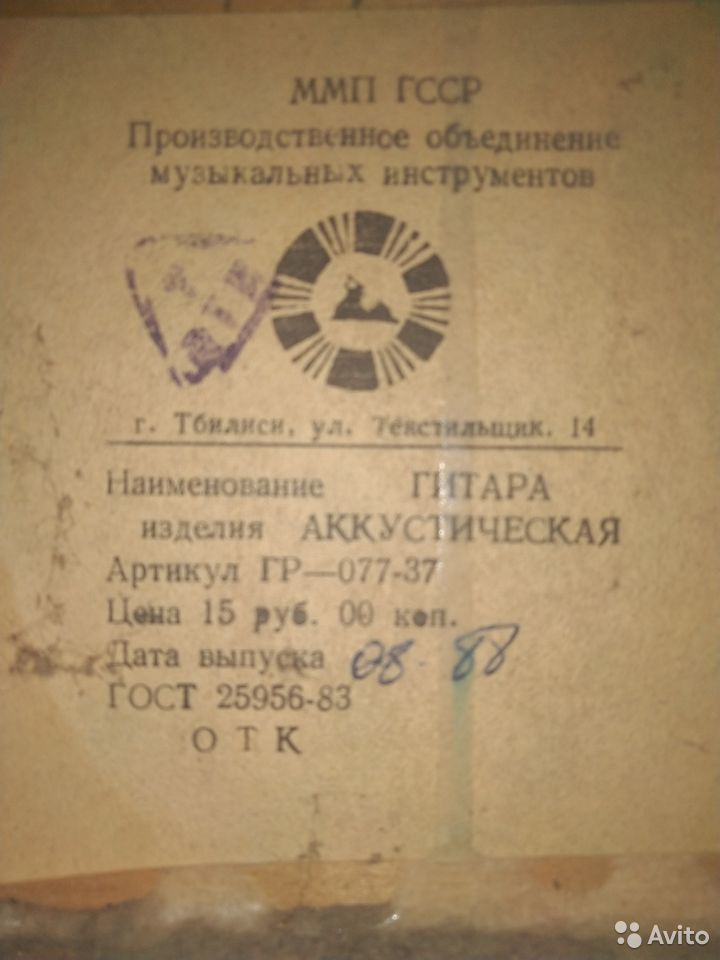 ММП ГССР
Производственное объединение
музыкальных инструментов
г. Тбилиси, ул. Текстильщик. 14
Наименование ГИТАРА
изделия АККУСТИЧЕСКАЯ
Артикул ГР—077-37
Цена 15 руб. 00 коп.
Дата выпуска 08-88
ГОСТ 25956-83
ОТК
Avito